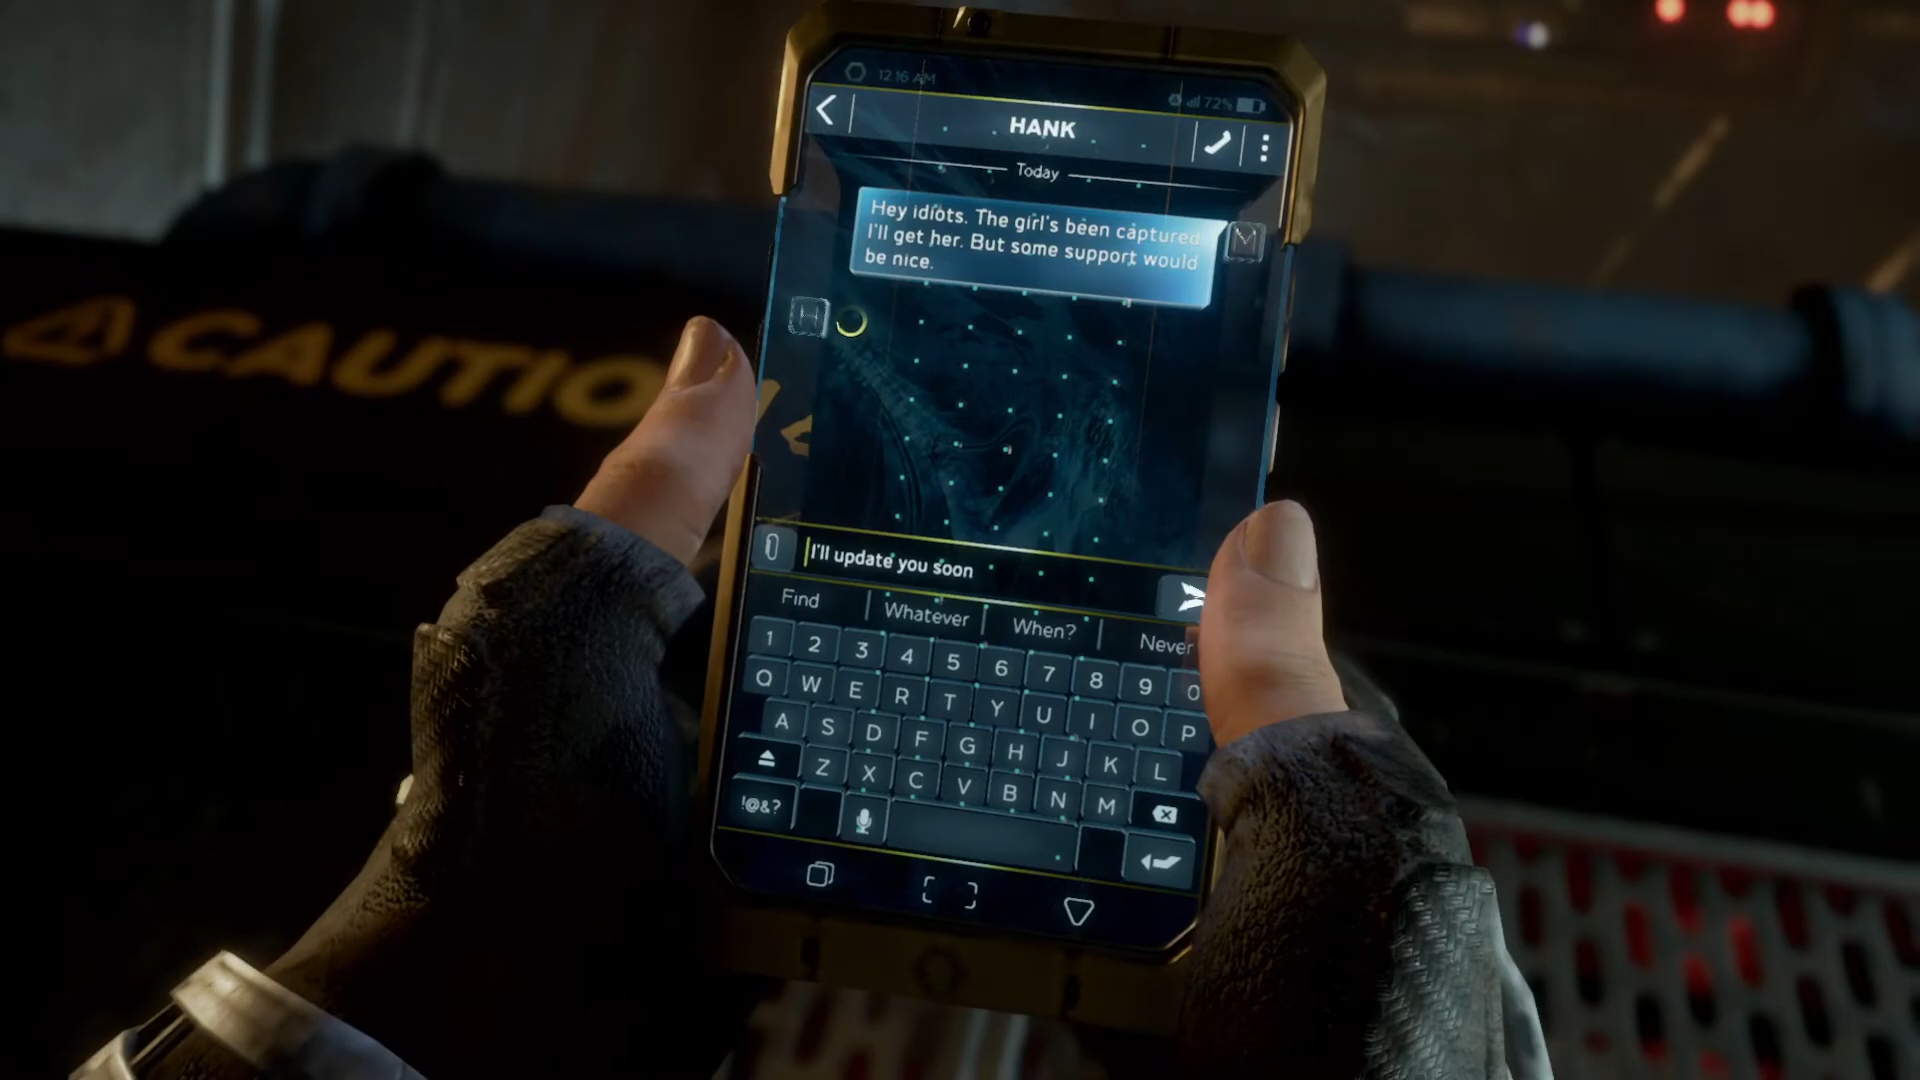 12:16 AM
72%
HANK
Today
Hey idiots. The girl's been captured
I'll get her. But some support would
be nice.
M
H
CAUTIO
I'll update you soon
Find Whatever When? Never
1 2 3 4 5 6 7 8 9 0
Q W E R T Y U I O P
A S D F G H J K L
Z X C V B N M
!@&?